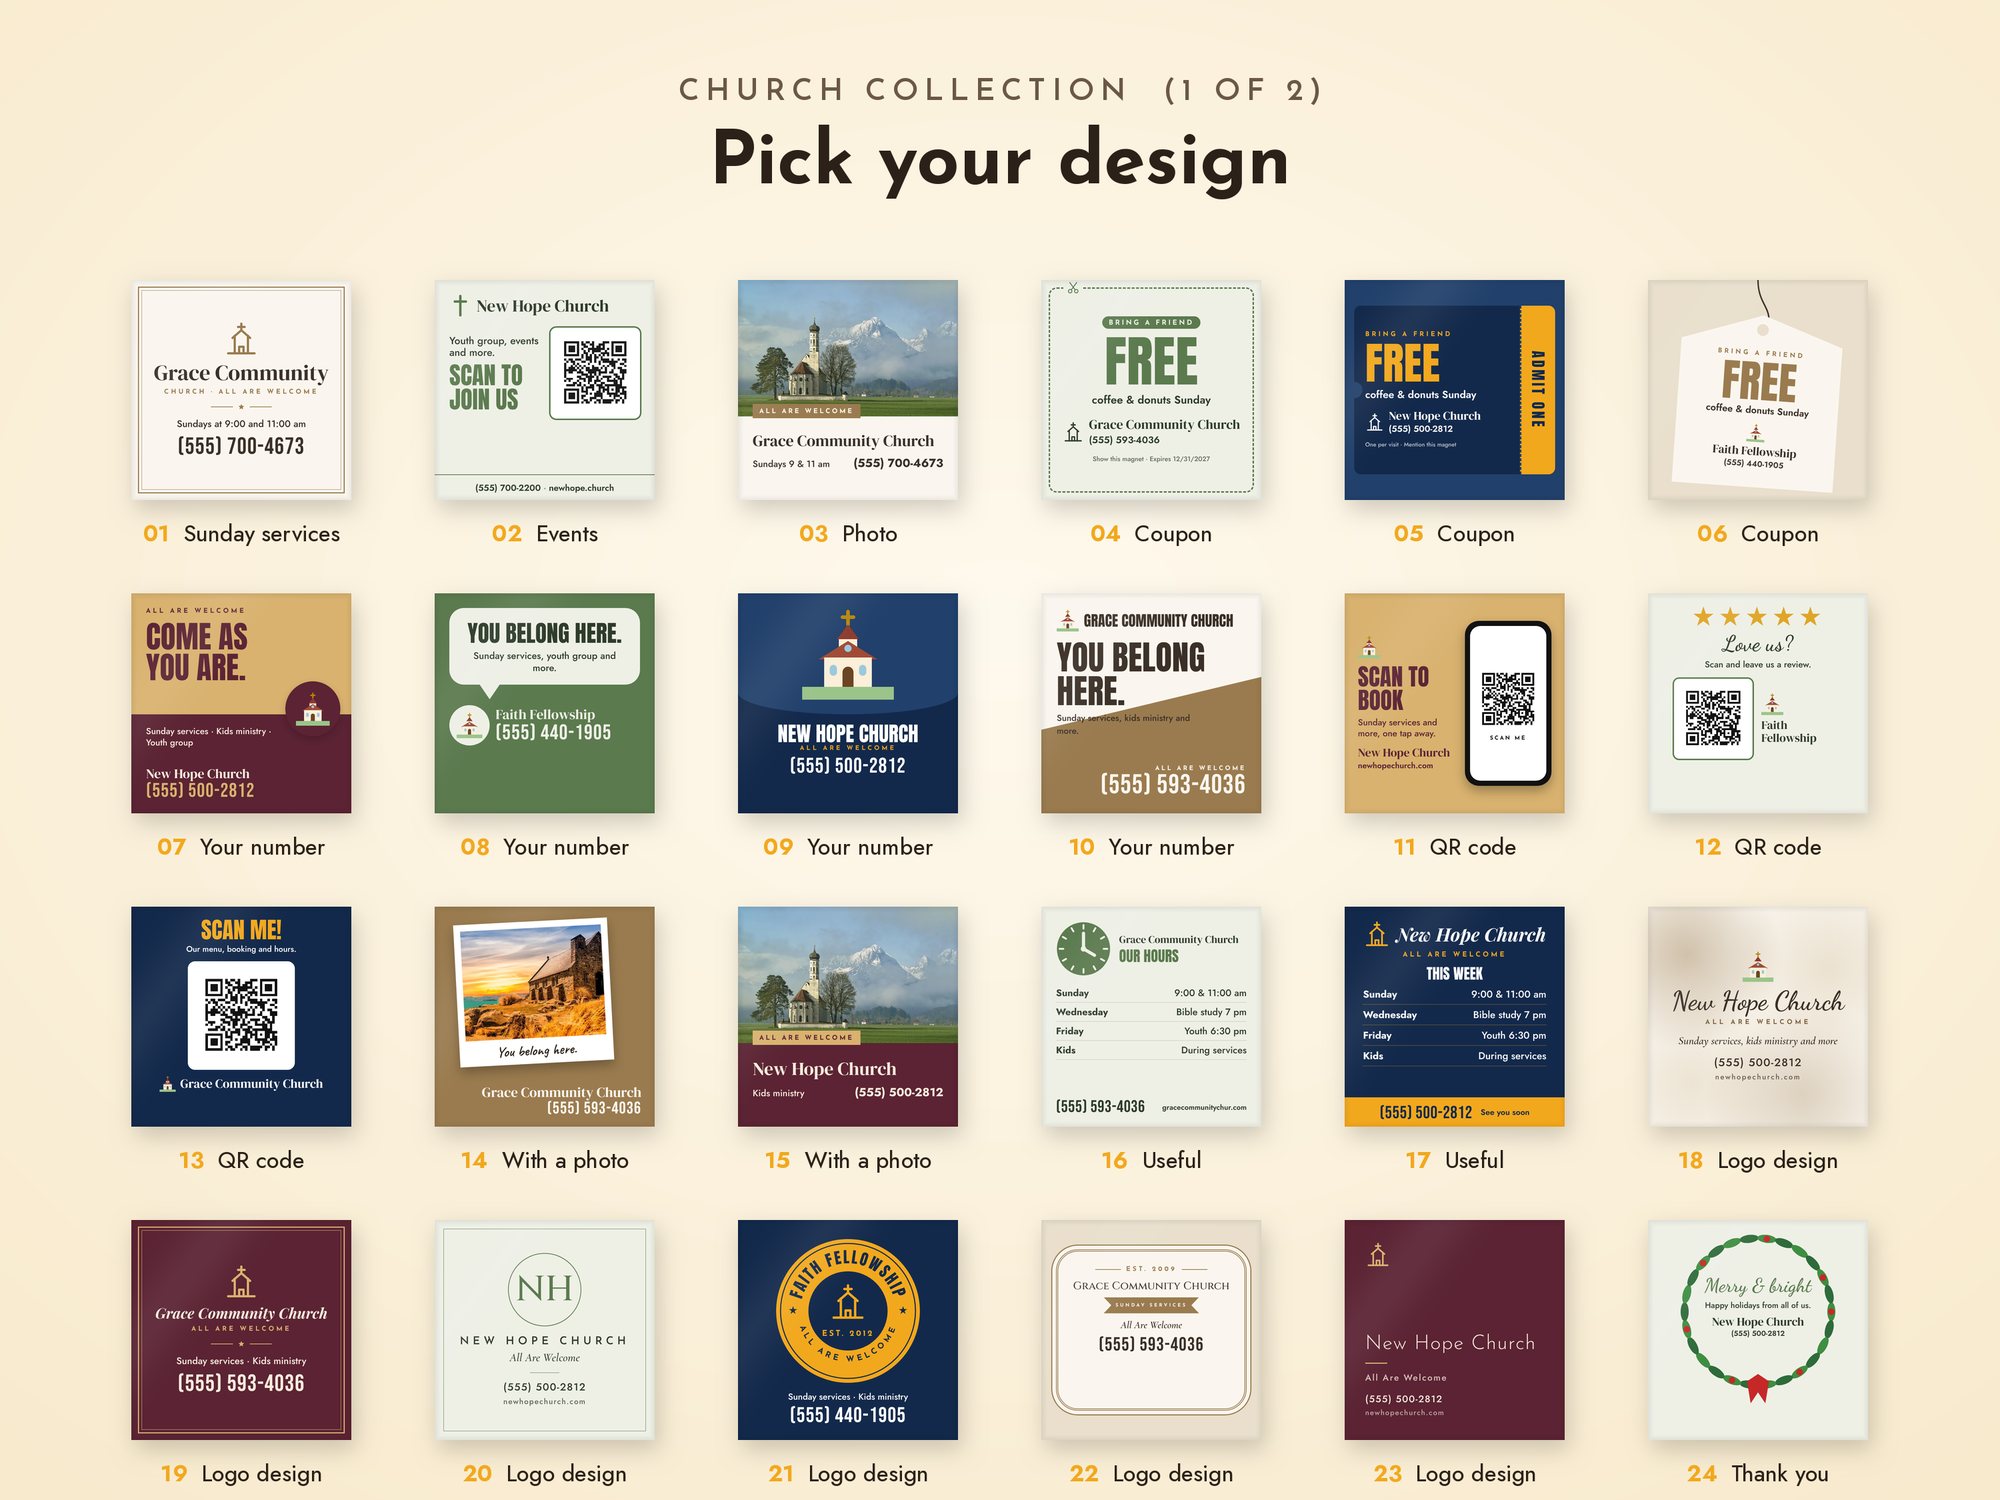 CHURCH COLLECTION (1 OF 2)
Pick your design
Grace Community
CHURCH · ALL ARE WELCOME
Sundays at 9:00 and 11:00 am
(555) 700-4673
01 Sunday services
New Hope Church
Youth group, events
and more.
SCAN TO
JOIN US
(555) 700-2200 · newhope.church
02 Events
ALL ARE WELCOME
Grace Community Church
Sundays 9 & 11 am (555) 700-4673
03 Photo
BRING A FRIEND
FREE
coffee & donuts Sunday
Grace Community Church
(555) 593-4036
Show this magnet · Expires 12/31/2027
04 Coupon
BRING A FRIEND
FREE
coffee & donuts Sunday
New Hope Church
(555) 500-2812
One per visit · Mention this magnet
ADMIT ONE
05 Coupon
BRING A FRIEND
FREE
coffee & donuts Sunday
Faith Fellowship
(555) 440-1905
06 Coupon
ALL ARE WELCOME
COME AS
YOU ARE.
Sunday services · Kids ministry ·
Youth group
New Hope Church
(555) 500-2812
07 Your number
YOU BELONG HERE.
Sunday services, youth group and
more.
Faith Fellowship
(555) 440-1905
08 Your number
NEW HOPE CHURCH
ALL ARE WELCOME
(555) 500-2812
09 Your number
GRACE COMMUNITY CHURCH
YOU BELONG
HERE.
Sunday services, kids ministry and
more.
ALL ARE WELCOME
(555) 593-4036
10 Your number
SCAN TO
BOOK
Sunday services and
more, one tap away.
New Hope Church
newhopechurch.com
SCAN ME
11 QR code
Love us?
Scan and leave us a review.
Faith
Fellowship
12 QR code
SCAN ME!
Our menu, booking and hours.
Grace Community Church
13 QR code
You belong here.
Grace Community Church
(555) 593-4036
14 With a photo
ALL ARE WELCOME
New Hope Church
Kids ministry (555) 500-2812
15 With a photo
Grace Community Church
OUR HOURS
Sunday 9:00 & 11:00 am
Wednesday Bible study 7 pm
Friday Youth 6:30 pm
Kids During services
(555) 593-4036 gracecommunitychur.com
16 Useful
New Hope Church
ALL ARE WELCOME
THIS WEEK
Sunday 9:00 & 11:00 am
Wednesday Bible study 7 pm
Friday Youth 6:30 pm
Kids During services
(555) 500-2812 See you soon
17 Useful
New Hope Church
ALL ARE WELCOME
Sunday services, kids ministry and more
(555) 500-2812
newhopechurch.com
18 Logo design
Grace Community Church
ALL ARE WELCOME
Sunday services · Kids ministry
(555) 593-4036
19 Logo design
NH
NEW HOPE CHURCH
All Are Welcome
(555) 500-2812
newhopechurch.com
20 Logo design
FAITH FELLOWSHIP
EST. 2012
ALL ARE WELCOME
Sunday services · Kids ministry
(555) 440-1905
21 Logo design
EST. 2009
GRACE COMMUNITY CHURCH
SUNDAY SERVICES
All Are Welcome
(555) 593-4036
22 Logo design
New Hope Church
All Are Welcome
(555) 500-2812
newhopechurch.com
23 Logo design
Merry & bright
Happy holidays from all of us.
New Hope Church
(555) 500-2812
24 Thank you